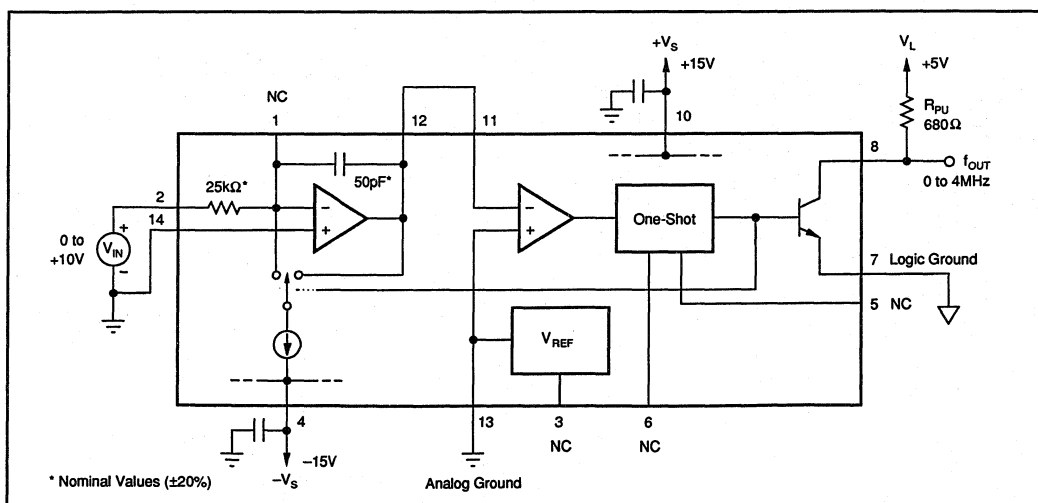 +V_S
+15V
V_L
+5V
R_PU
680Ω
NC
1
12
11
10
8
f_OUT
0 to 4MHz
50pF*
25kΩ*
2
14
0 to
+10V
V_IN
+
−
−
+
−
+
One-Shot
7 Logic Ground
5 NC
V_REF
4
13
3
6
NC
NC
−15V
−V_S
Analog Ground
* Nominal Values (±20%)